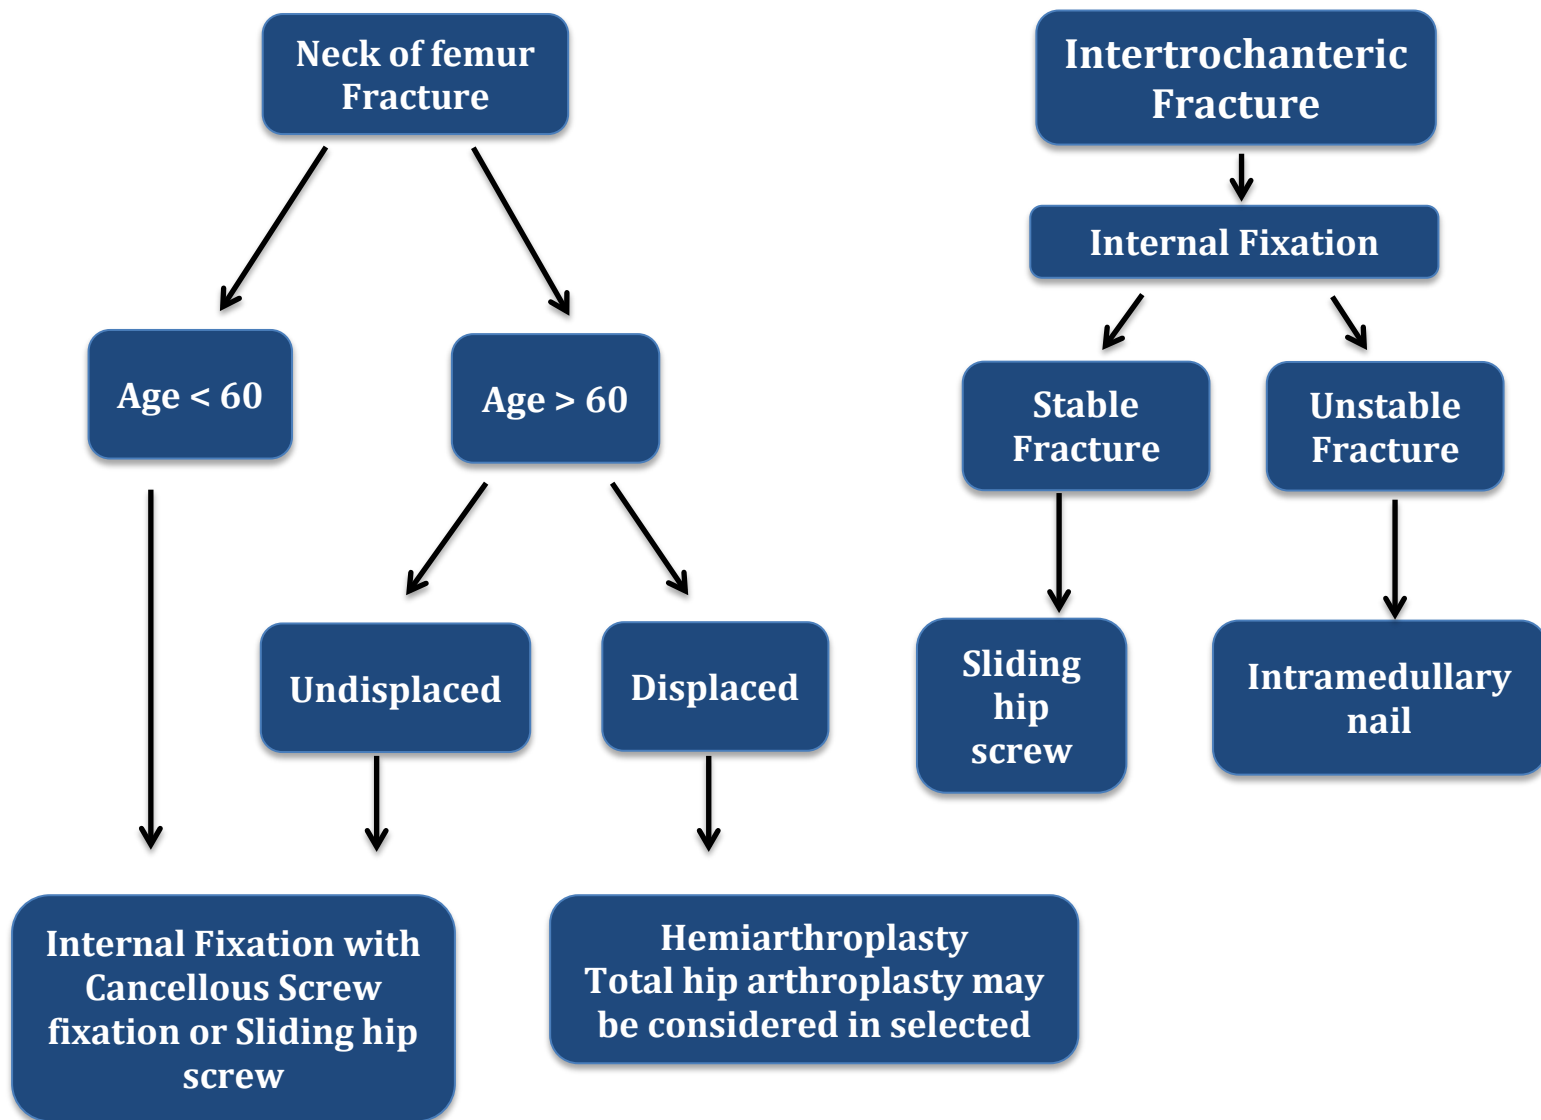 Neck of femur
Fracture
Intertrochanteric
Fracture
Internal Fixation
Age < 60
Age > 60
Stable
Fracture
Unstable
Fracture
Undisplaced
Displaced
Sliding
hip
screw
Intramedullary
nail
Internal Fixation with
Cancellous Screw
fixation or Sliding hip
screw
Hemiarthroplasty
Total hip arthroplasty may
be considered in selected